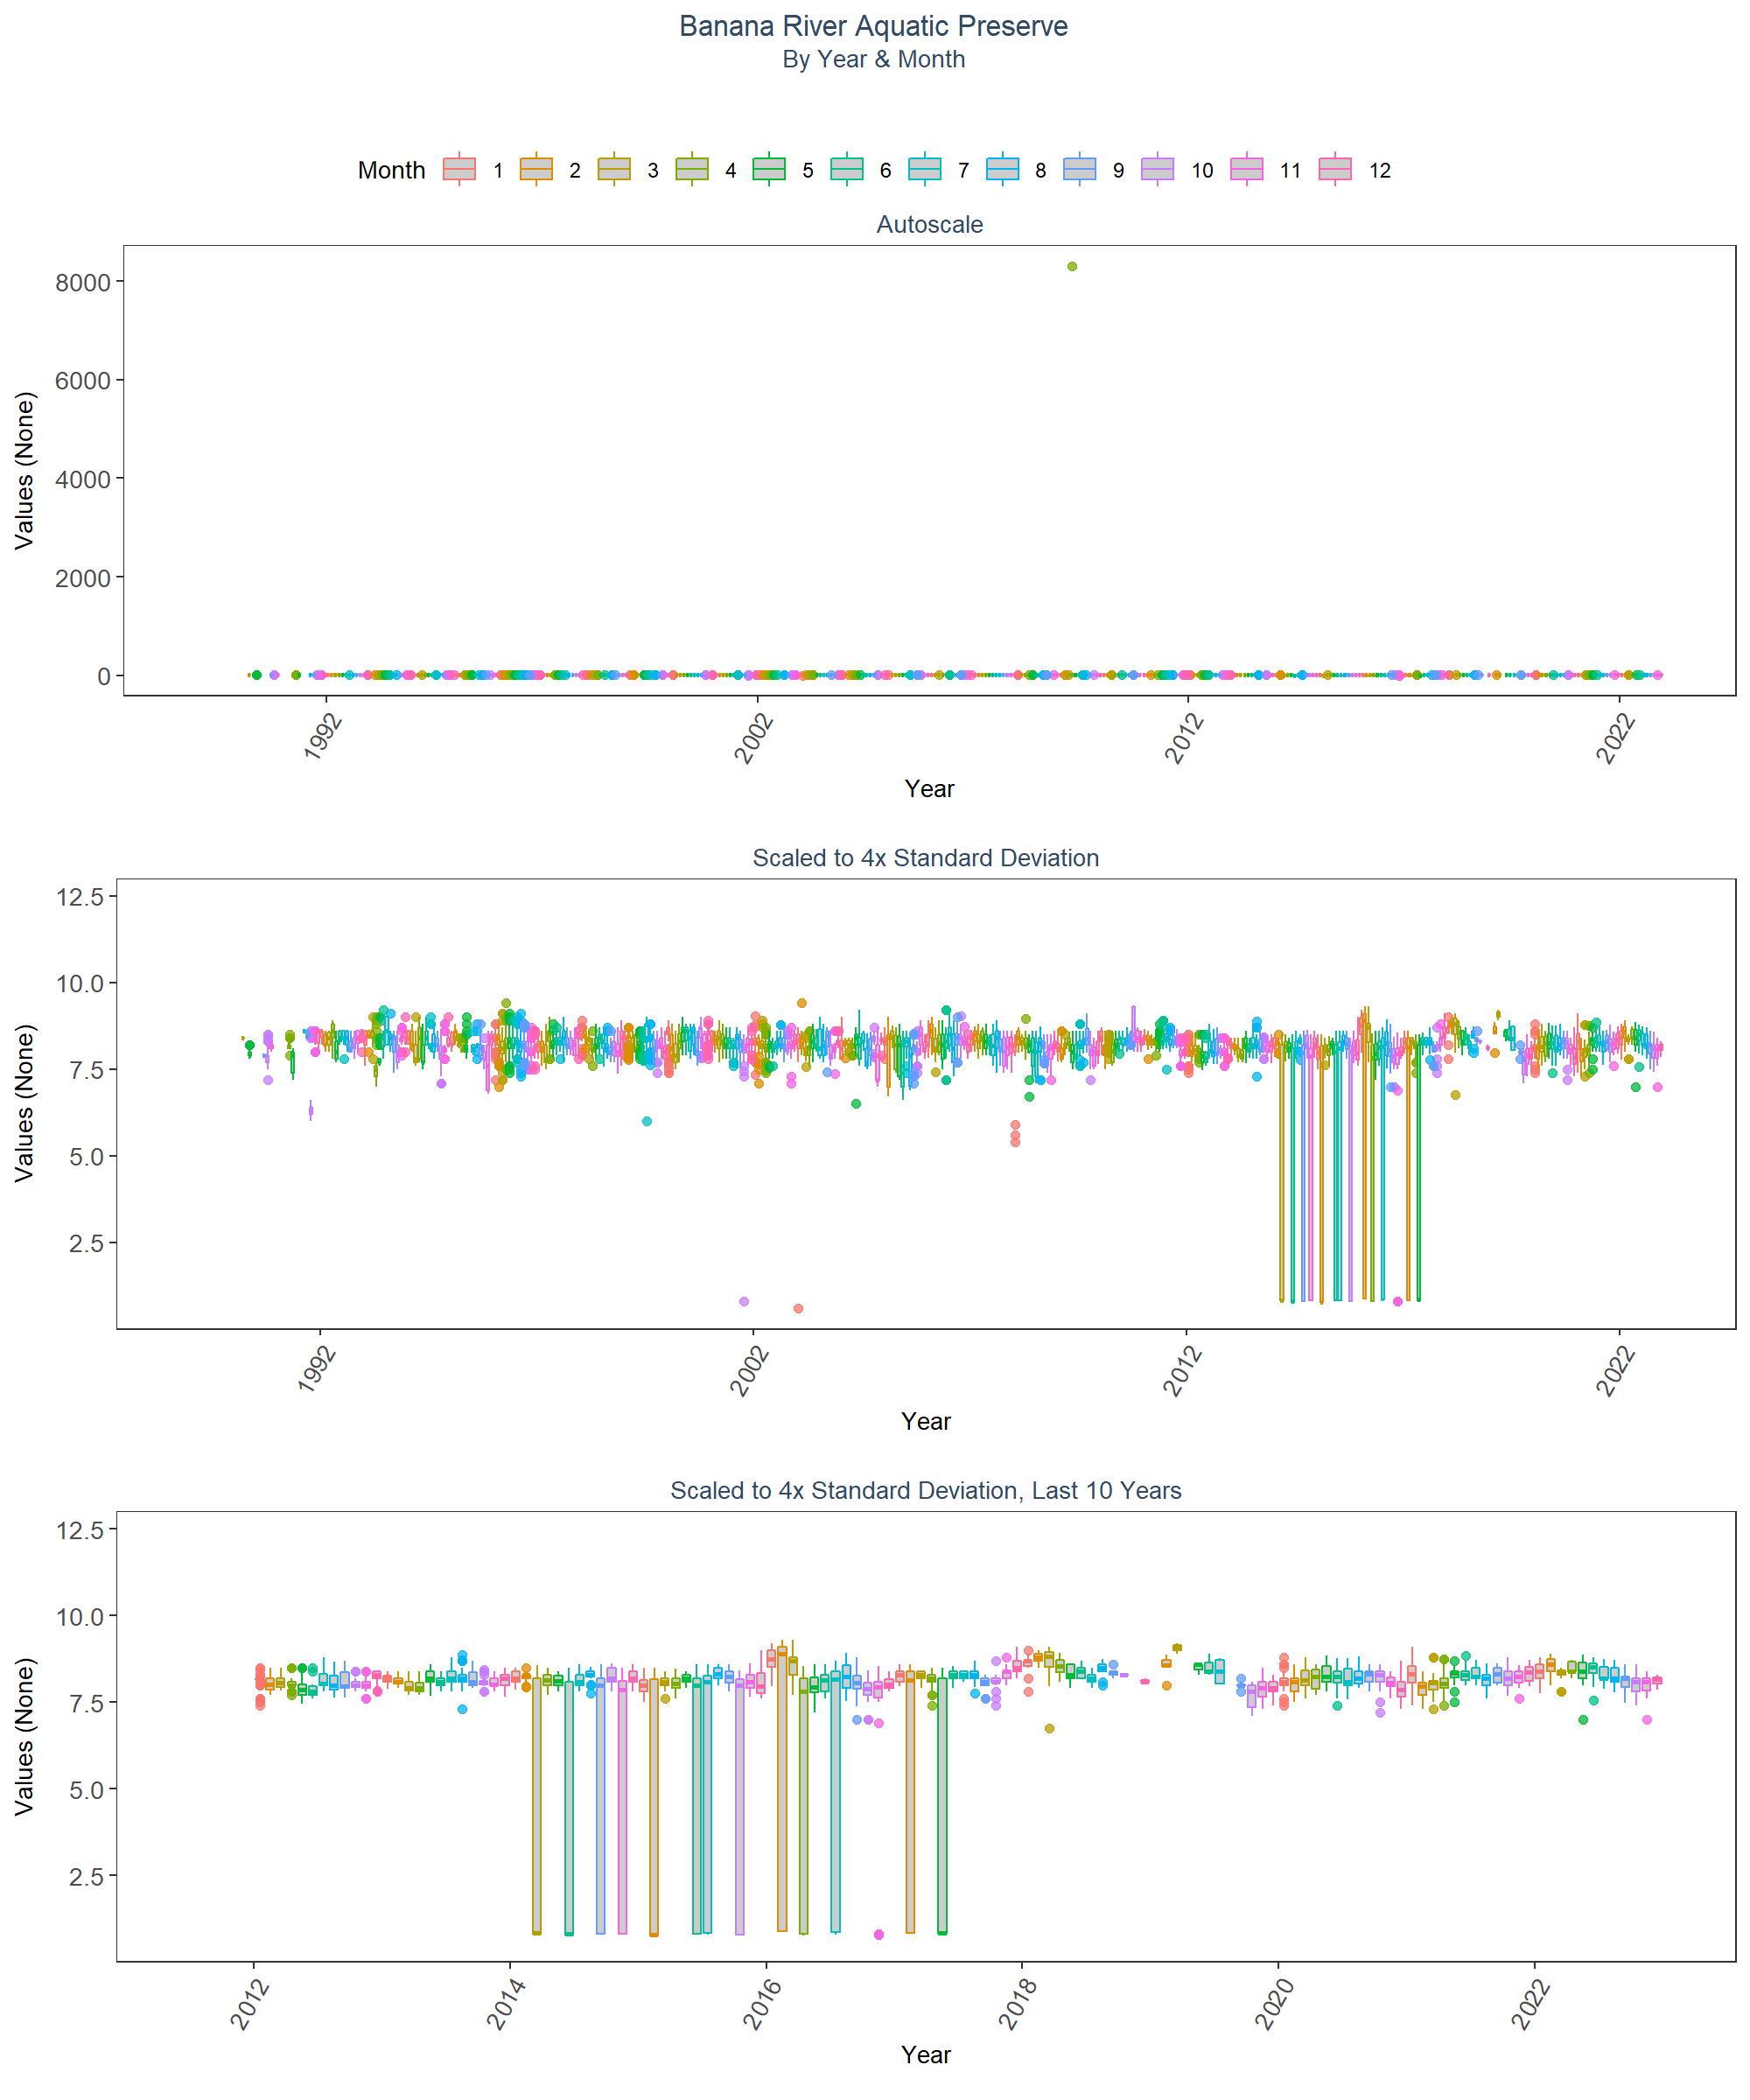 Banana River Aquatic Preserve
By Year & Month
Month 1 2 3 4 5 6 7 8 9 10 11 12
Autoscale
Values (None)
8000
6000
4000
2000
0
1992 2002 2012 2022
Year
Scaled to 4x Standard Deviation
Values (None)
12.5
10.0
7.5
5.0
2.5
1992 2002 2012 2022
Year
Scaled to 4x Standard Deviation, Last 10 Years
Values (None)
12.5
10.0
7.5
5.0
2.5
2012 2014 2016 2018 2020 2022
Year